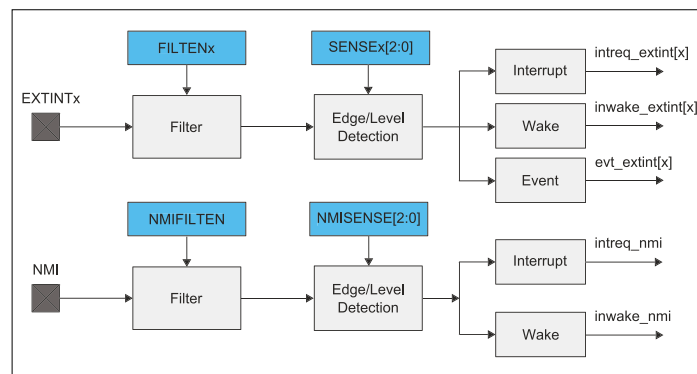 FILTENx
SENSEx[2:0]
intreq_extint[x]
EXTINTx
Interrupt
Filter
Edge/Level
Detection
inwake_extint[x]
Wake
evt_extint[x]
Event
NMIFILTEN
NMISENSE[2:0]
intreq_nmi
NMI
Interrupt
Filter
Edge/Level
Detection
inwake_nmi
Wake